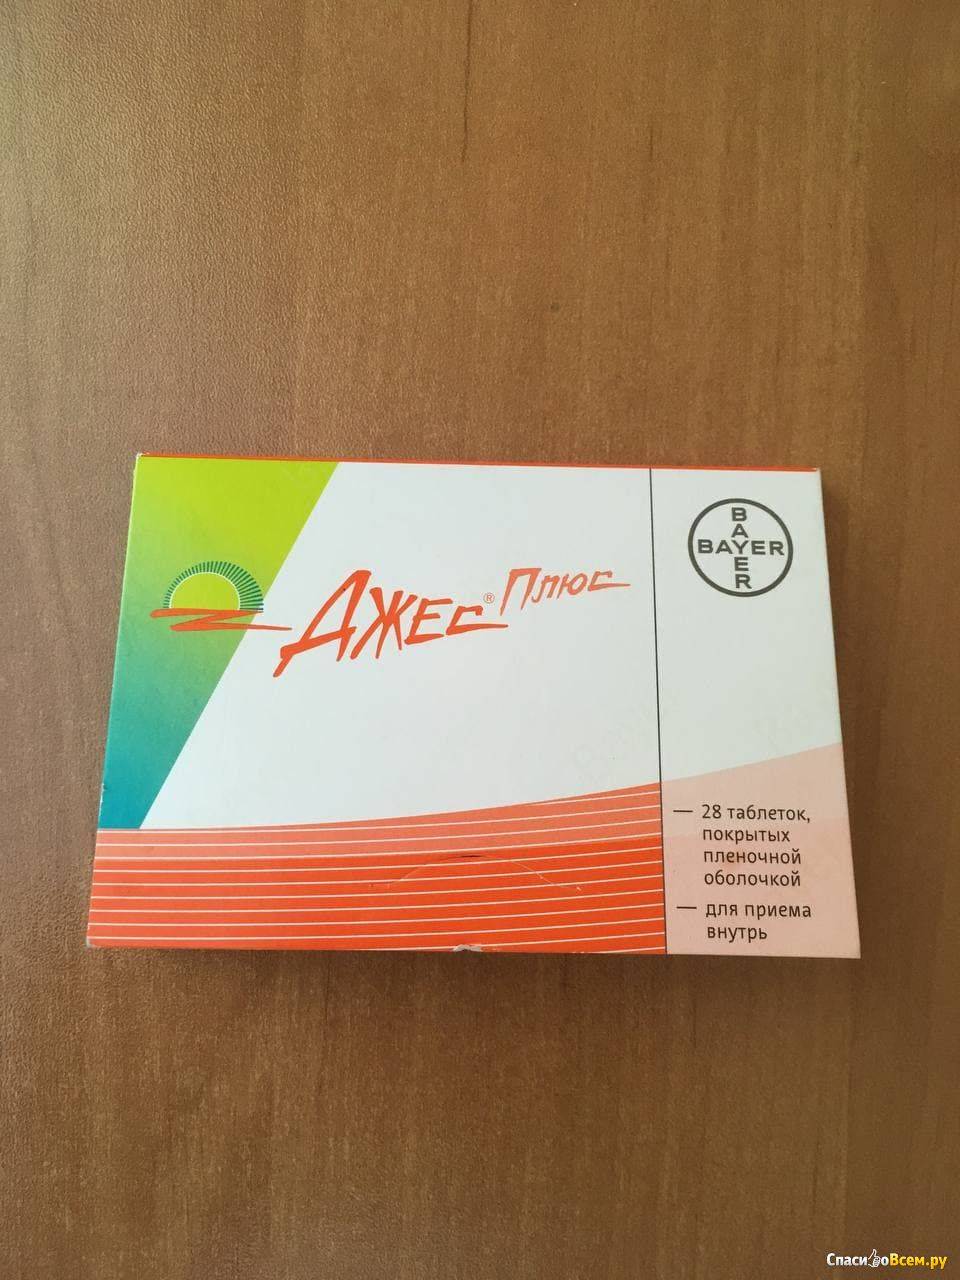 Джес® Плюс
BAYER
BAYER
— 28 таблеток,
покрытых
пленочной
оболочкой
— для приема
внутрь
СпасибоВсем.ру